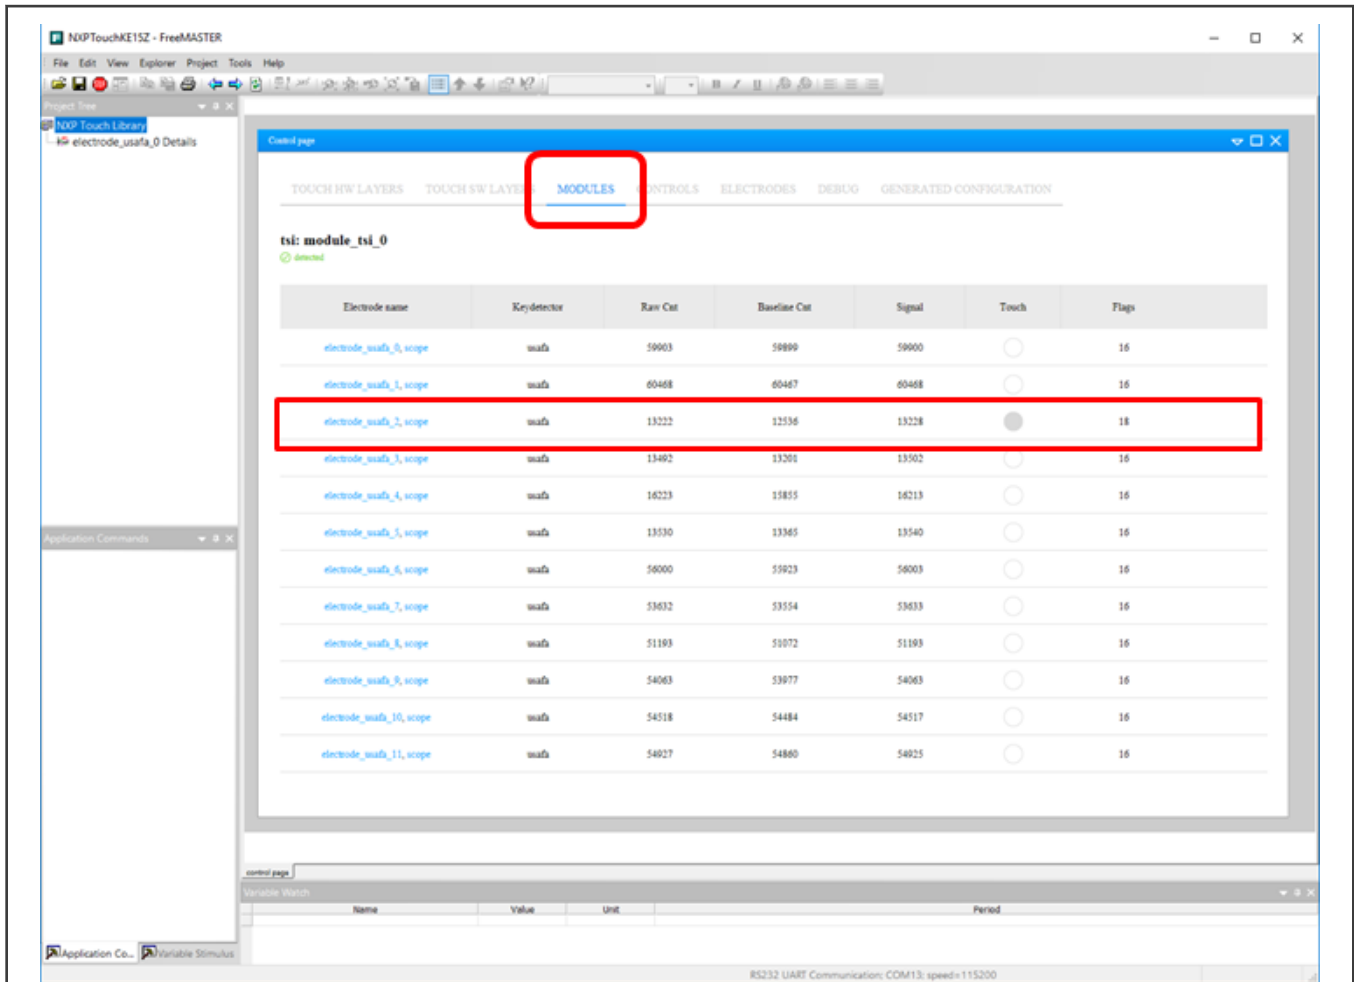 NXPTouchKE15Z - FreeMASTER
File Edit View Explorer Project Tools Help
Project Tree
NXP Touch Library
electrode_usafa_0 Details
Control page
TOUCH HW LAYERS TOUCH SW LAYERS MODULES CONTROLS ELECTRODES DEBUG GENERATED CONFIGURATION
tsi: module_tsi_0
detected
Electrode name Keydetector Raw Cnt Baseline Cnt Signal Touch Flags
electrode_usafa_0, scope usafa 59903 59899 59900 16
electrode_usafa_1, scope usafa 60468 60467 60468 16
electrode_usafa_2, scope usafa 13222 12536 13228 18
electrode_usafa_3, scope usafa 13492 13201 13502 16
electrode_usafa_4, scope usafa 16223 15855 16213 16
electrode_usafa_5, scope usafa 13530 13365 13540 16
electrode_usafa_6, scope usafa 56000 55923 56003 16
electrode_usafa_7, scope usafa 53632 53554 53633 16
electrode_usafa_8, scope usafa 51193 51072 51193 16
electrode_usafa_9, scope usafa 54063 53977 54063 16
electrode_usafa_10, scope usafa 54518 54484 54517 16
electrode_usafa_11, scope usafa 54927 54860 54925 16
Application Commands
control page
Variable Watch
Name Value Unit Period
Application Co... Variable Stimulus
RS232 UART Communication; COM13; speed=115200